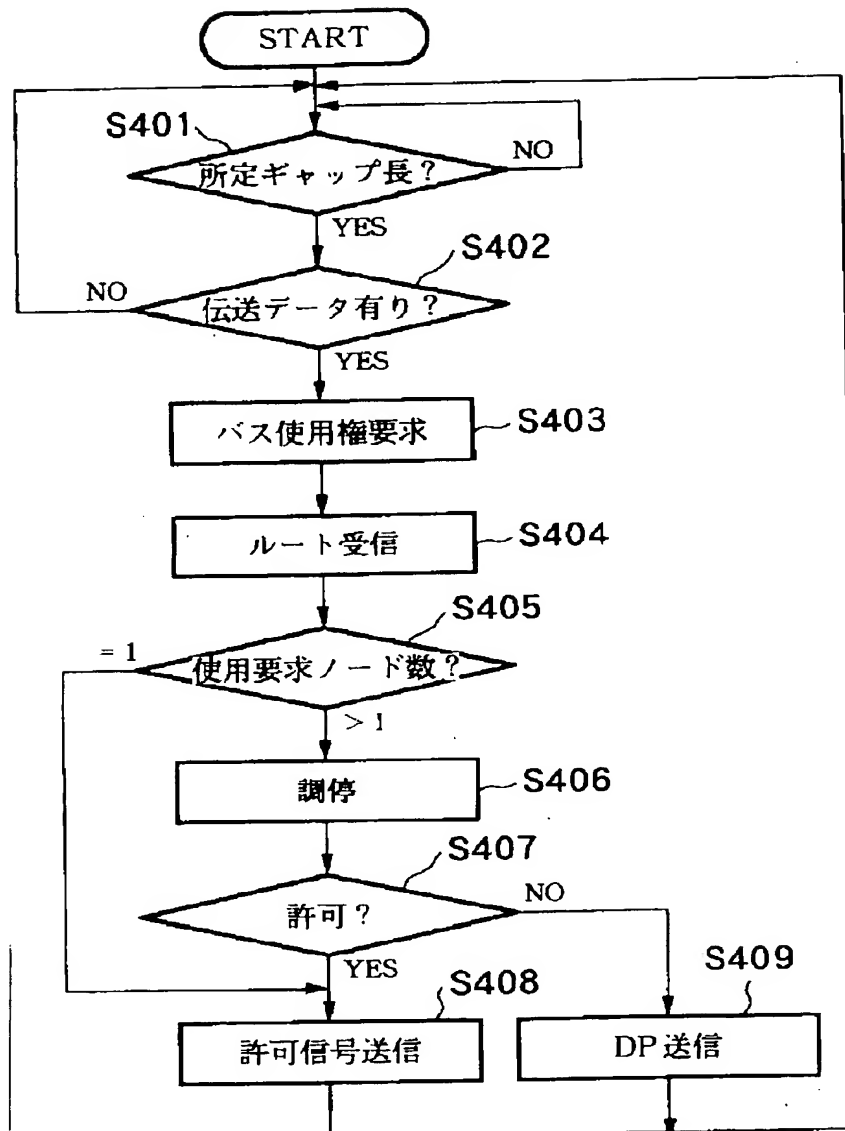 START
S401
所定ギャップ長?
NO
YES
S402
NO
伝送データ有り?
YES
バス使用権要求
S403
ルート受信
S404
S405
= 1
使用要求ノード数?
> 1
調停
S406
S407
許可?
NO
YES
S408
S409
許可信号送信
DP送信